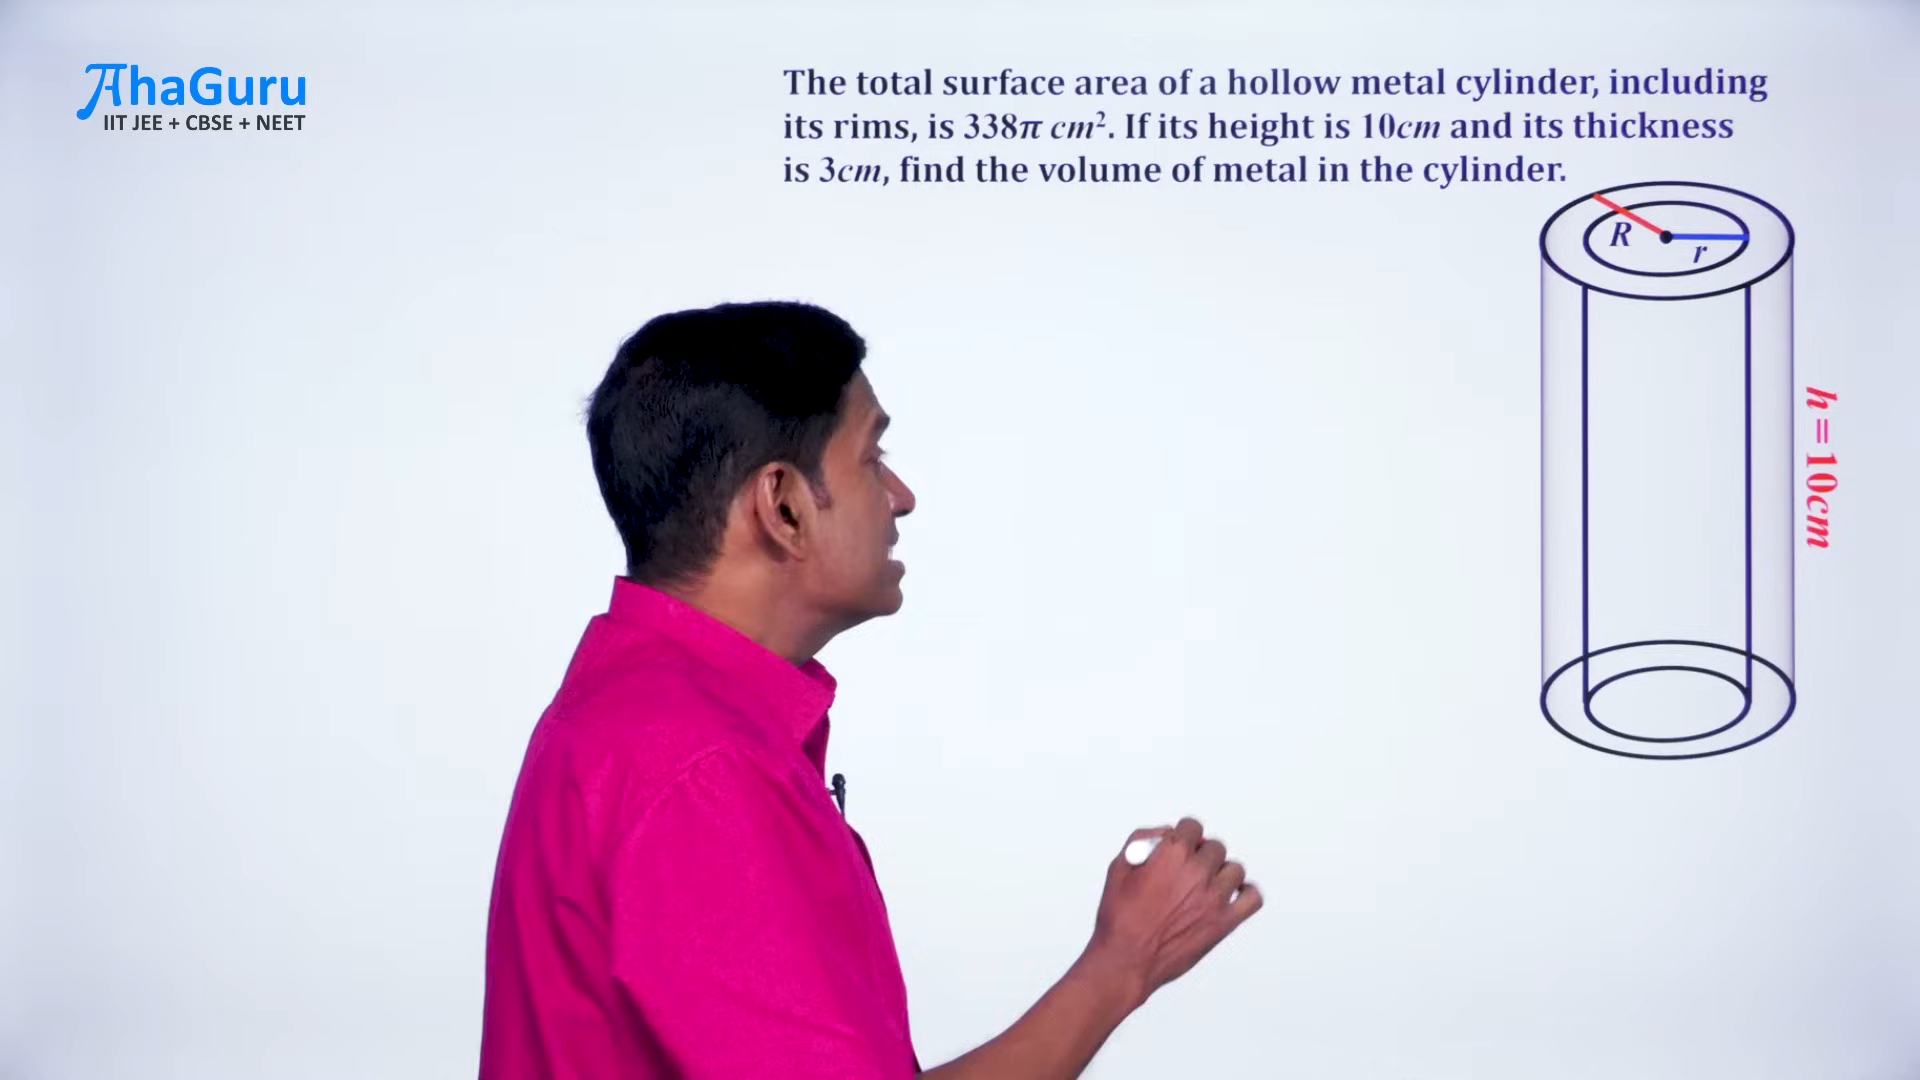 AhaGuru
IIT JEE + CBSE + NEET
The total surface area of a hollow metal cylinder, including
its rims, is 338π cm². If its height is 10cm and its thickness
is 3cm, find the volume of metal in the cylinder.
R
r
h = 10cm